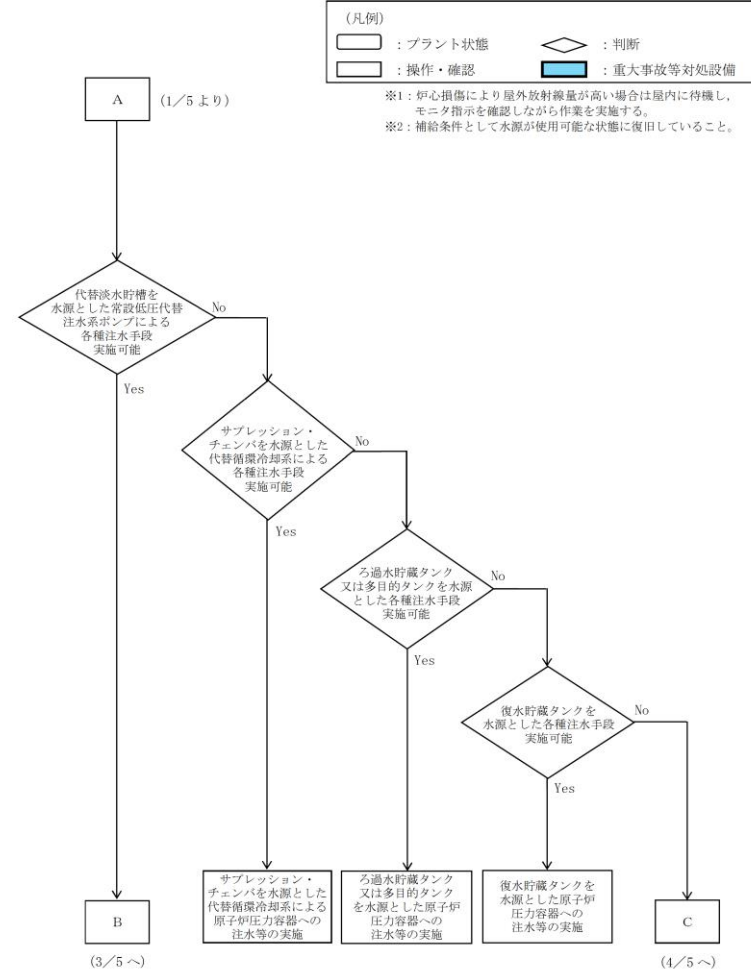 (凡例)
：プラント状態
：判断
：操作・確認
：重大事故等対処設備
※1：炉心損傷により屋外放射線量が高い場合は屋内に待機し，
モニタ指示を確認しながら作業を実施する。
※2：補給条件として水源が使用可能な状態に復旧していること。
A
(1／5 より)
代替淡水貯槽を
水源とした常設低圧代替
注水系ポンプによる
各種注水手段
実施可能
No
Yes
サプレッション・
チェンバを水源とした
代替循環冷却系による
各種注水手段
実施可能
No
Yes
ろ過水貯蔵タンク
又は多目的タンクを水源
とした各種注水手段
実施可能
No
Yes
復水貯蔵タンクを
水源とした各種注水手段
実施可能
No
Yes
B
(3／5 へ)
サプレッション・
チェンバを水源とした
代替循環冷却系による
原子炉圧力容器への
注水等の実施
ろ過水貯蔵タンク
又は多目的タンク
を水源とした原子炉
圧力容器への
注水等の実施
復水貯蔵タンクを
水源とした原子炉
圧力容器への
注水等の実施
C
(4／5 へ)